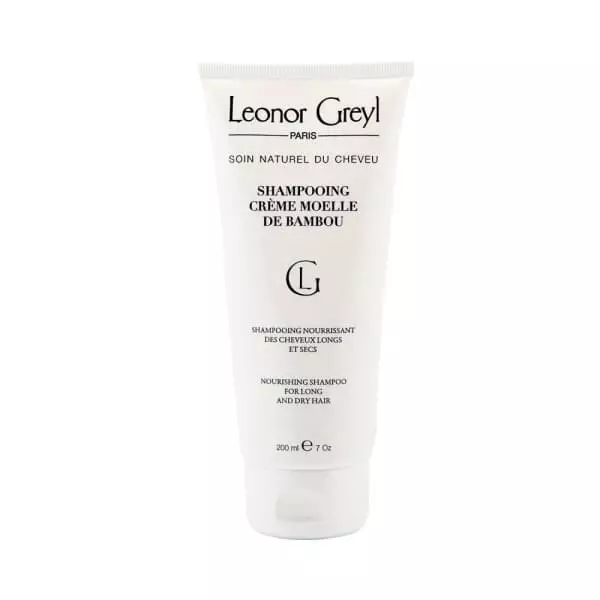 Leonor Greyl
PARIS
SOIN NATUREL DU CHEVEU
SHAMPOOING
CRÈME MOELLE
DE BAMBOU
LG
SHAMPOOING NOURRISSANT
DES CHEVEUX LONGS
ET SECS
NOURISHING SHAMPOO
FOR LONG
AND DRY HAIR
200 ml ℮ 7 Oz